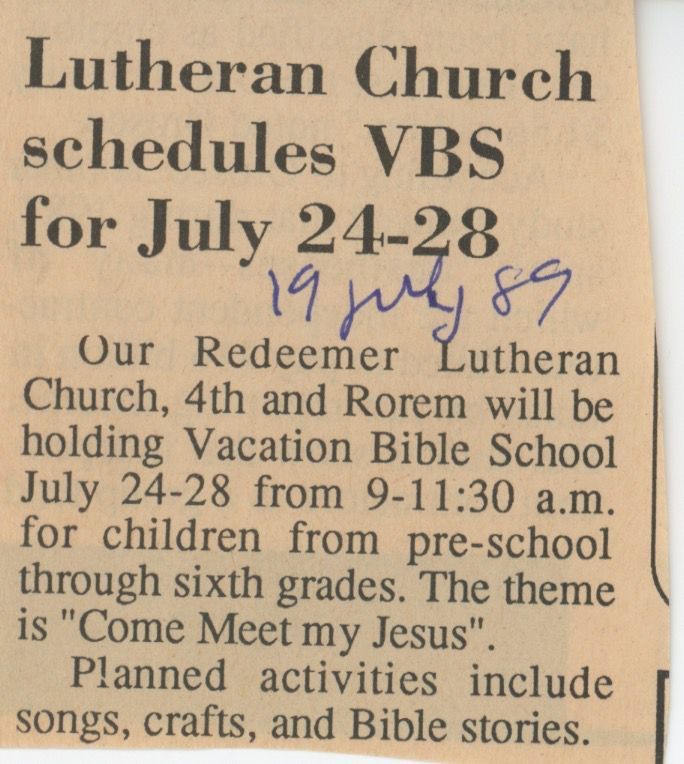 Lutheran Church
schedules VBS
for July 24-28
19 July 89
Our Redeemer Lutheran
Church, 4th and Rorem will be
holding Vacation Bible School
July 24-28 from 9-11:30 a.m.
for children from pre-school
through sixth grades. The theme
is "Come Meet my Jesus".
Planned activities include
songs, crafts, and Bible stories.